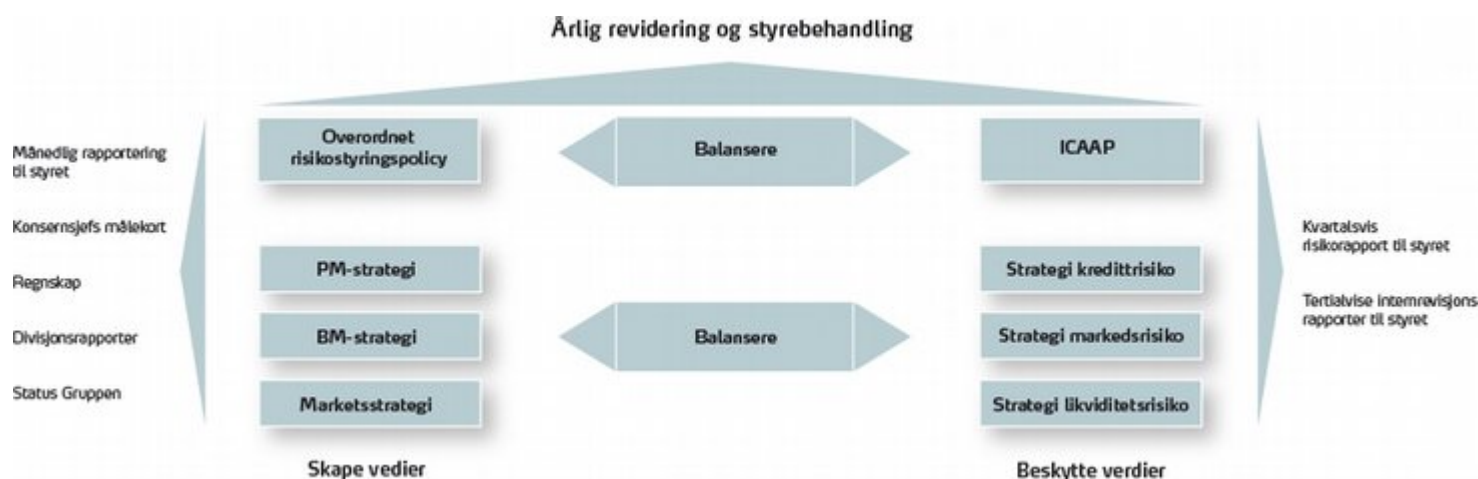 Årlig revidering og styrebehandling
Månedlig rapportering
til styret
Konsernsjefs målekort
Regnskap
Divisjonsrapporter
Status Gruppen
Overordnet
risikostyringspolicy
PM-strategi
BM-strategi
Marketsstrategi
Skape vedier
Balansere
Balansere
ICAAP
Strategi kredittrisiko
Strategi markedsrisiko
Strategi likviditetsrisiko
Beskytte verdier
Kvartalsvis
risikorapport til styret
Tertialvise internrevisjons
rapporter til styret